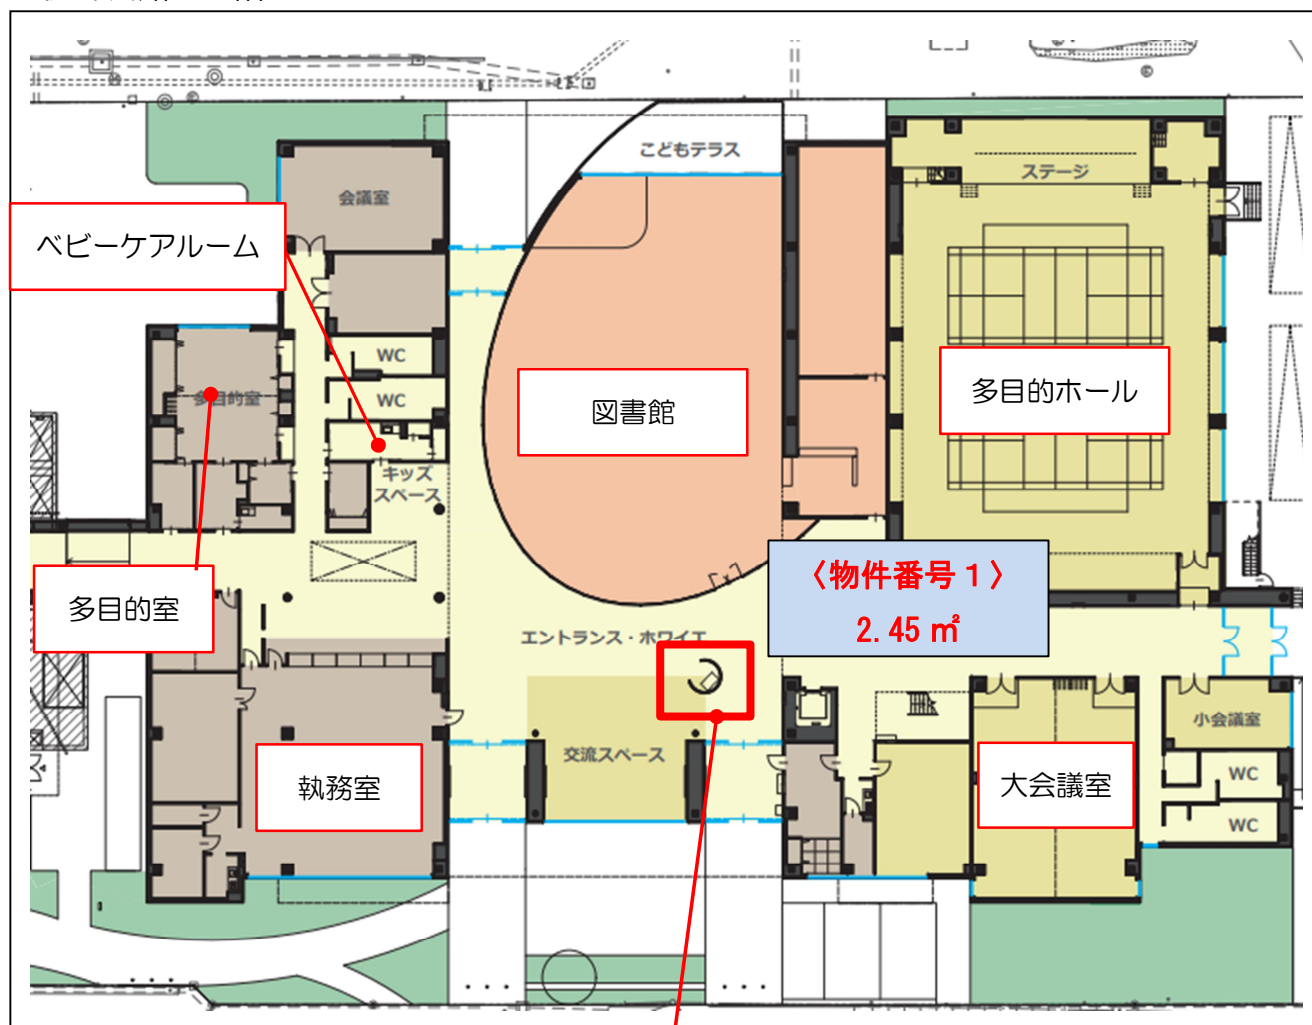 こどもテラス
ステージ
会議室
ベビーケアルーム
WC
WC
多目的室
図書館
多目的ホール
キッズ
スペース
〈物件番号１〉
2.45㎡
多目的室
エントランス・ホワイエ
小会議室
交流スペース
執務室
大会議室
WC
WC